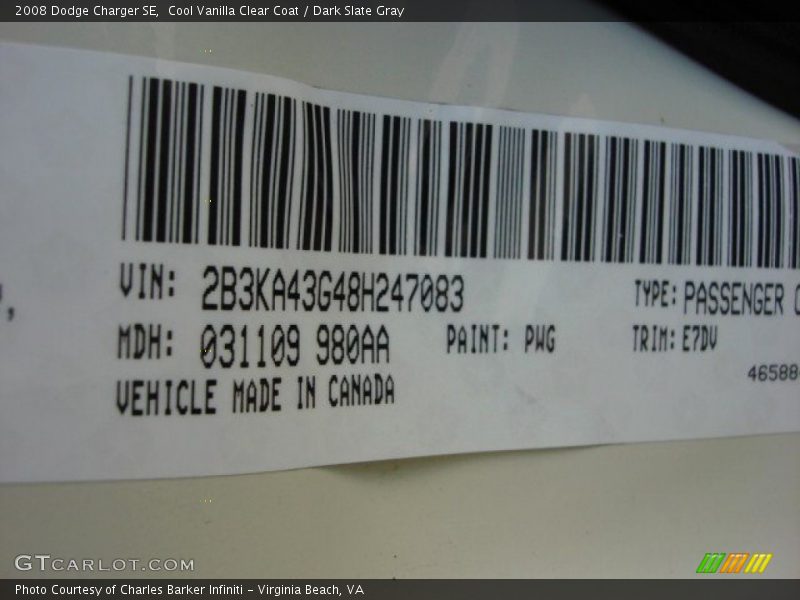 2008 Dodge Charger SE,  Cool Vanilla Clear Coat / Dark Slate Gray
VIN: 2B3KA43G48H247083 TYPE: PASSENGER
MDH: 031109 980AA PAINT: PWG TRIM: E7DV
VEHICLE MADE IN CANADA
46588
GTCARLOT.COM
Photo Courtesy of Charles Barker Infiniti - Virginia Beach, VA